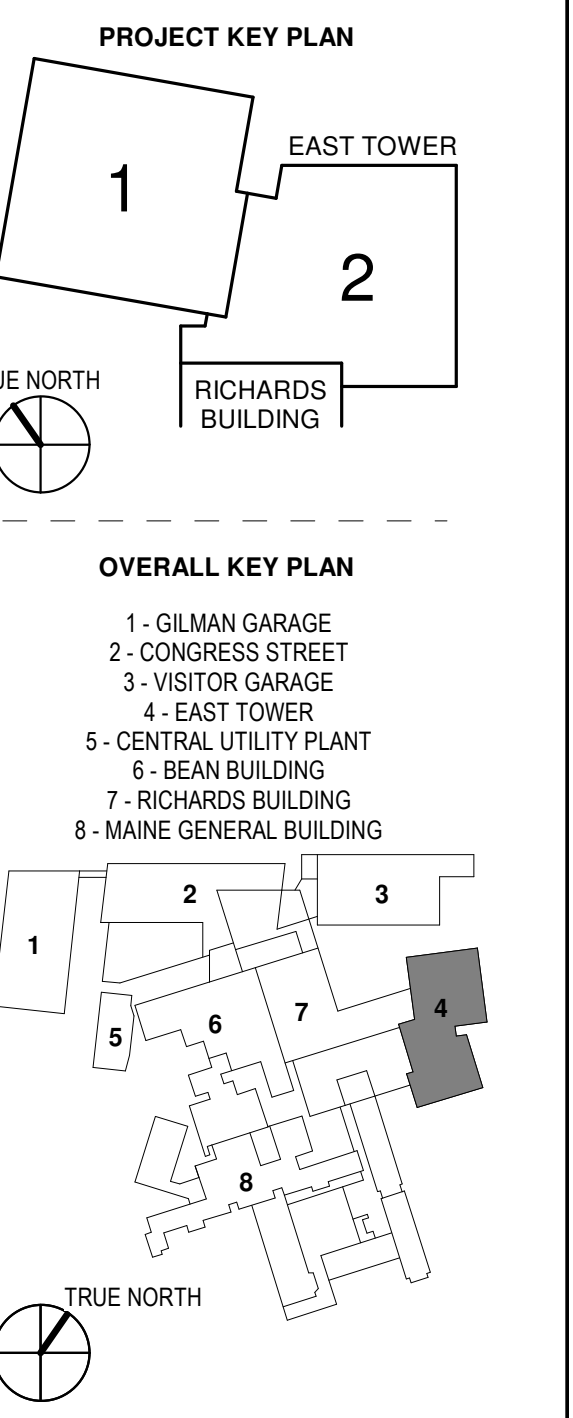 PROJECT KEY PLAN
EAST TOWER
1
2
UE NORTH
RICHARDS
BUILDING
OVERALL KEY PLAN
1 - GILMAN GARAGE
2 - CONGRESS STREET
3 - VISITOR GARAGE
4 - EAST TOWER
5 - CENTRAL UTILITY PLANT
6 - BEAN BUILDING
7 - RICHARDS BUILDING
8 - MAINE GENERAL BUILDING
2
3
1
4
7
6
5
8
TRUE NORTH